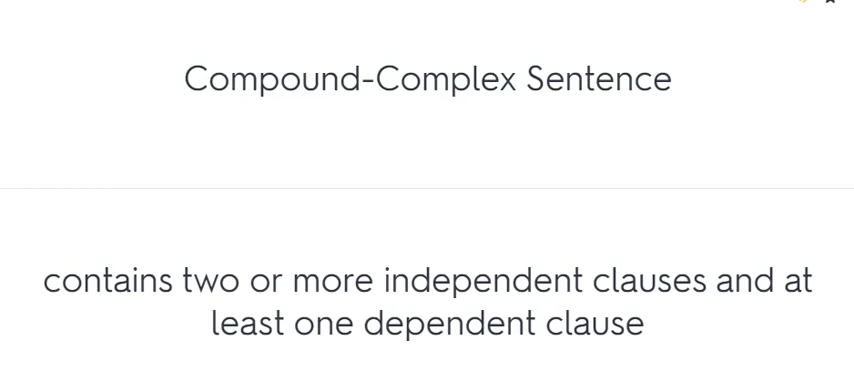 Compound-Complex Sentence
contains two or more independent clauses and at
least one dependent clause